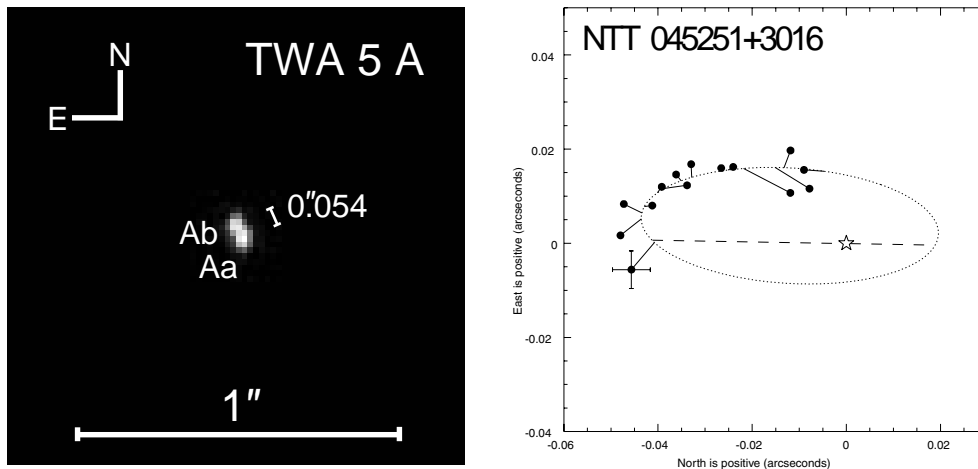 N
TWA 5 A
E
0″.054
Ab
Aa
1″
NTT 045251+3016
0.04
0.02
0
-0.02
-0.04
East is positive (arcseconds)
-0.06
-0.04
-0.02
0
0.02
North is positive (arcseconds)